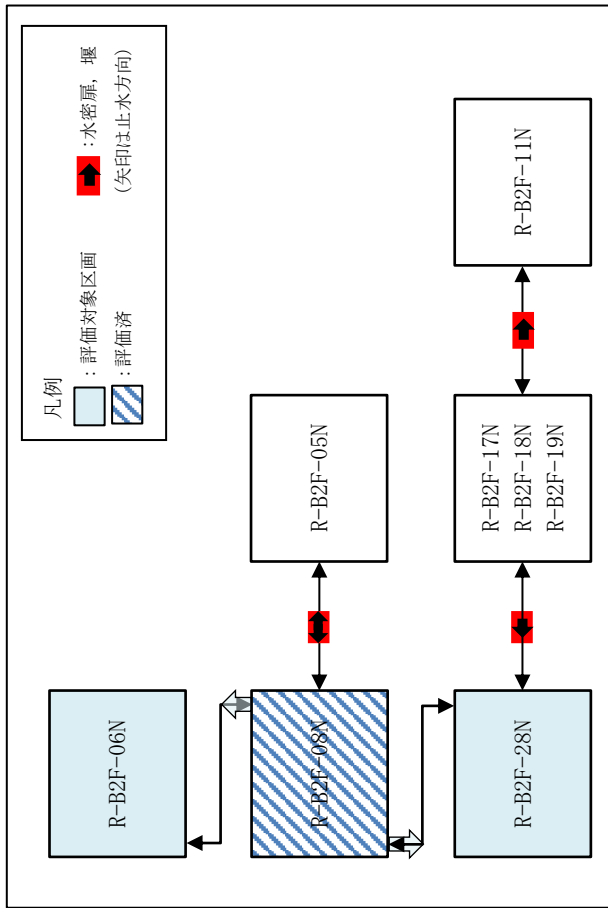 凡例
：評価対象区画
：評価済
：水密扉，堰
(矢印は止水方向)
R-B2F-06N
R-B2F-08N
R-B2F-28N
R-B2F-05N
R-B2F-17N
R-B2F-18N
R-B2F-19N
R-B2F-11N